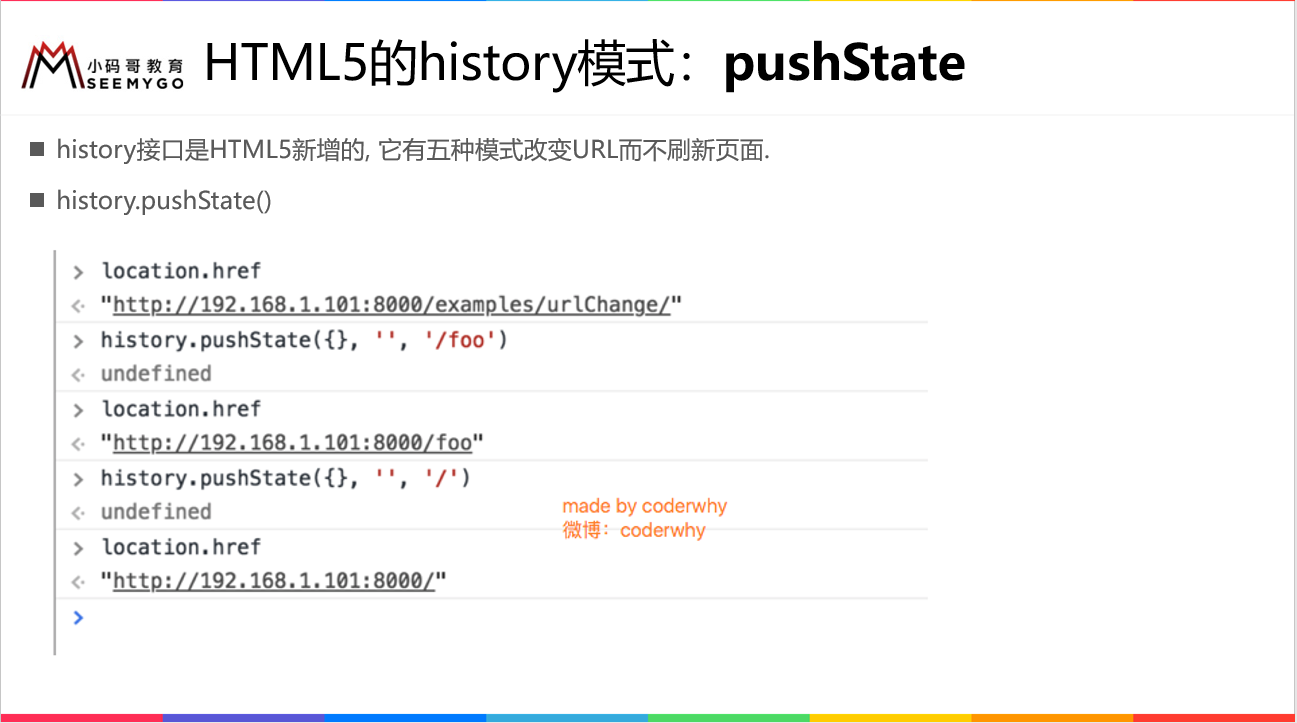 小码哥教育
SEEMYGO
HTML5的history模式：pushState
history接口是HTML5新增的, 它有五种模式改变URL而不刷新页面.
history.pushState()
> location.href
<· "http://192.168.1.101:8000/examples/urlChange/"
> history.pushState({}, '', '/foo')
<· undefined
> location.href
<· "http://192.168.1.101:8000/foo"
> history.pushState({}, '', '/')
<· undefined
made by coderwhy
微博：coderwhy
> location.href
<· "http://192.168.1.101:8000/"
>